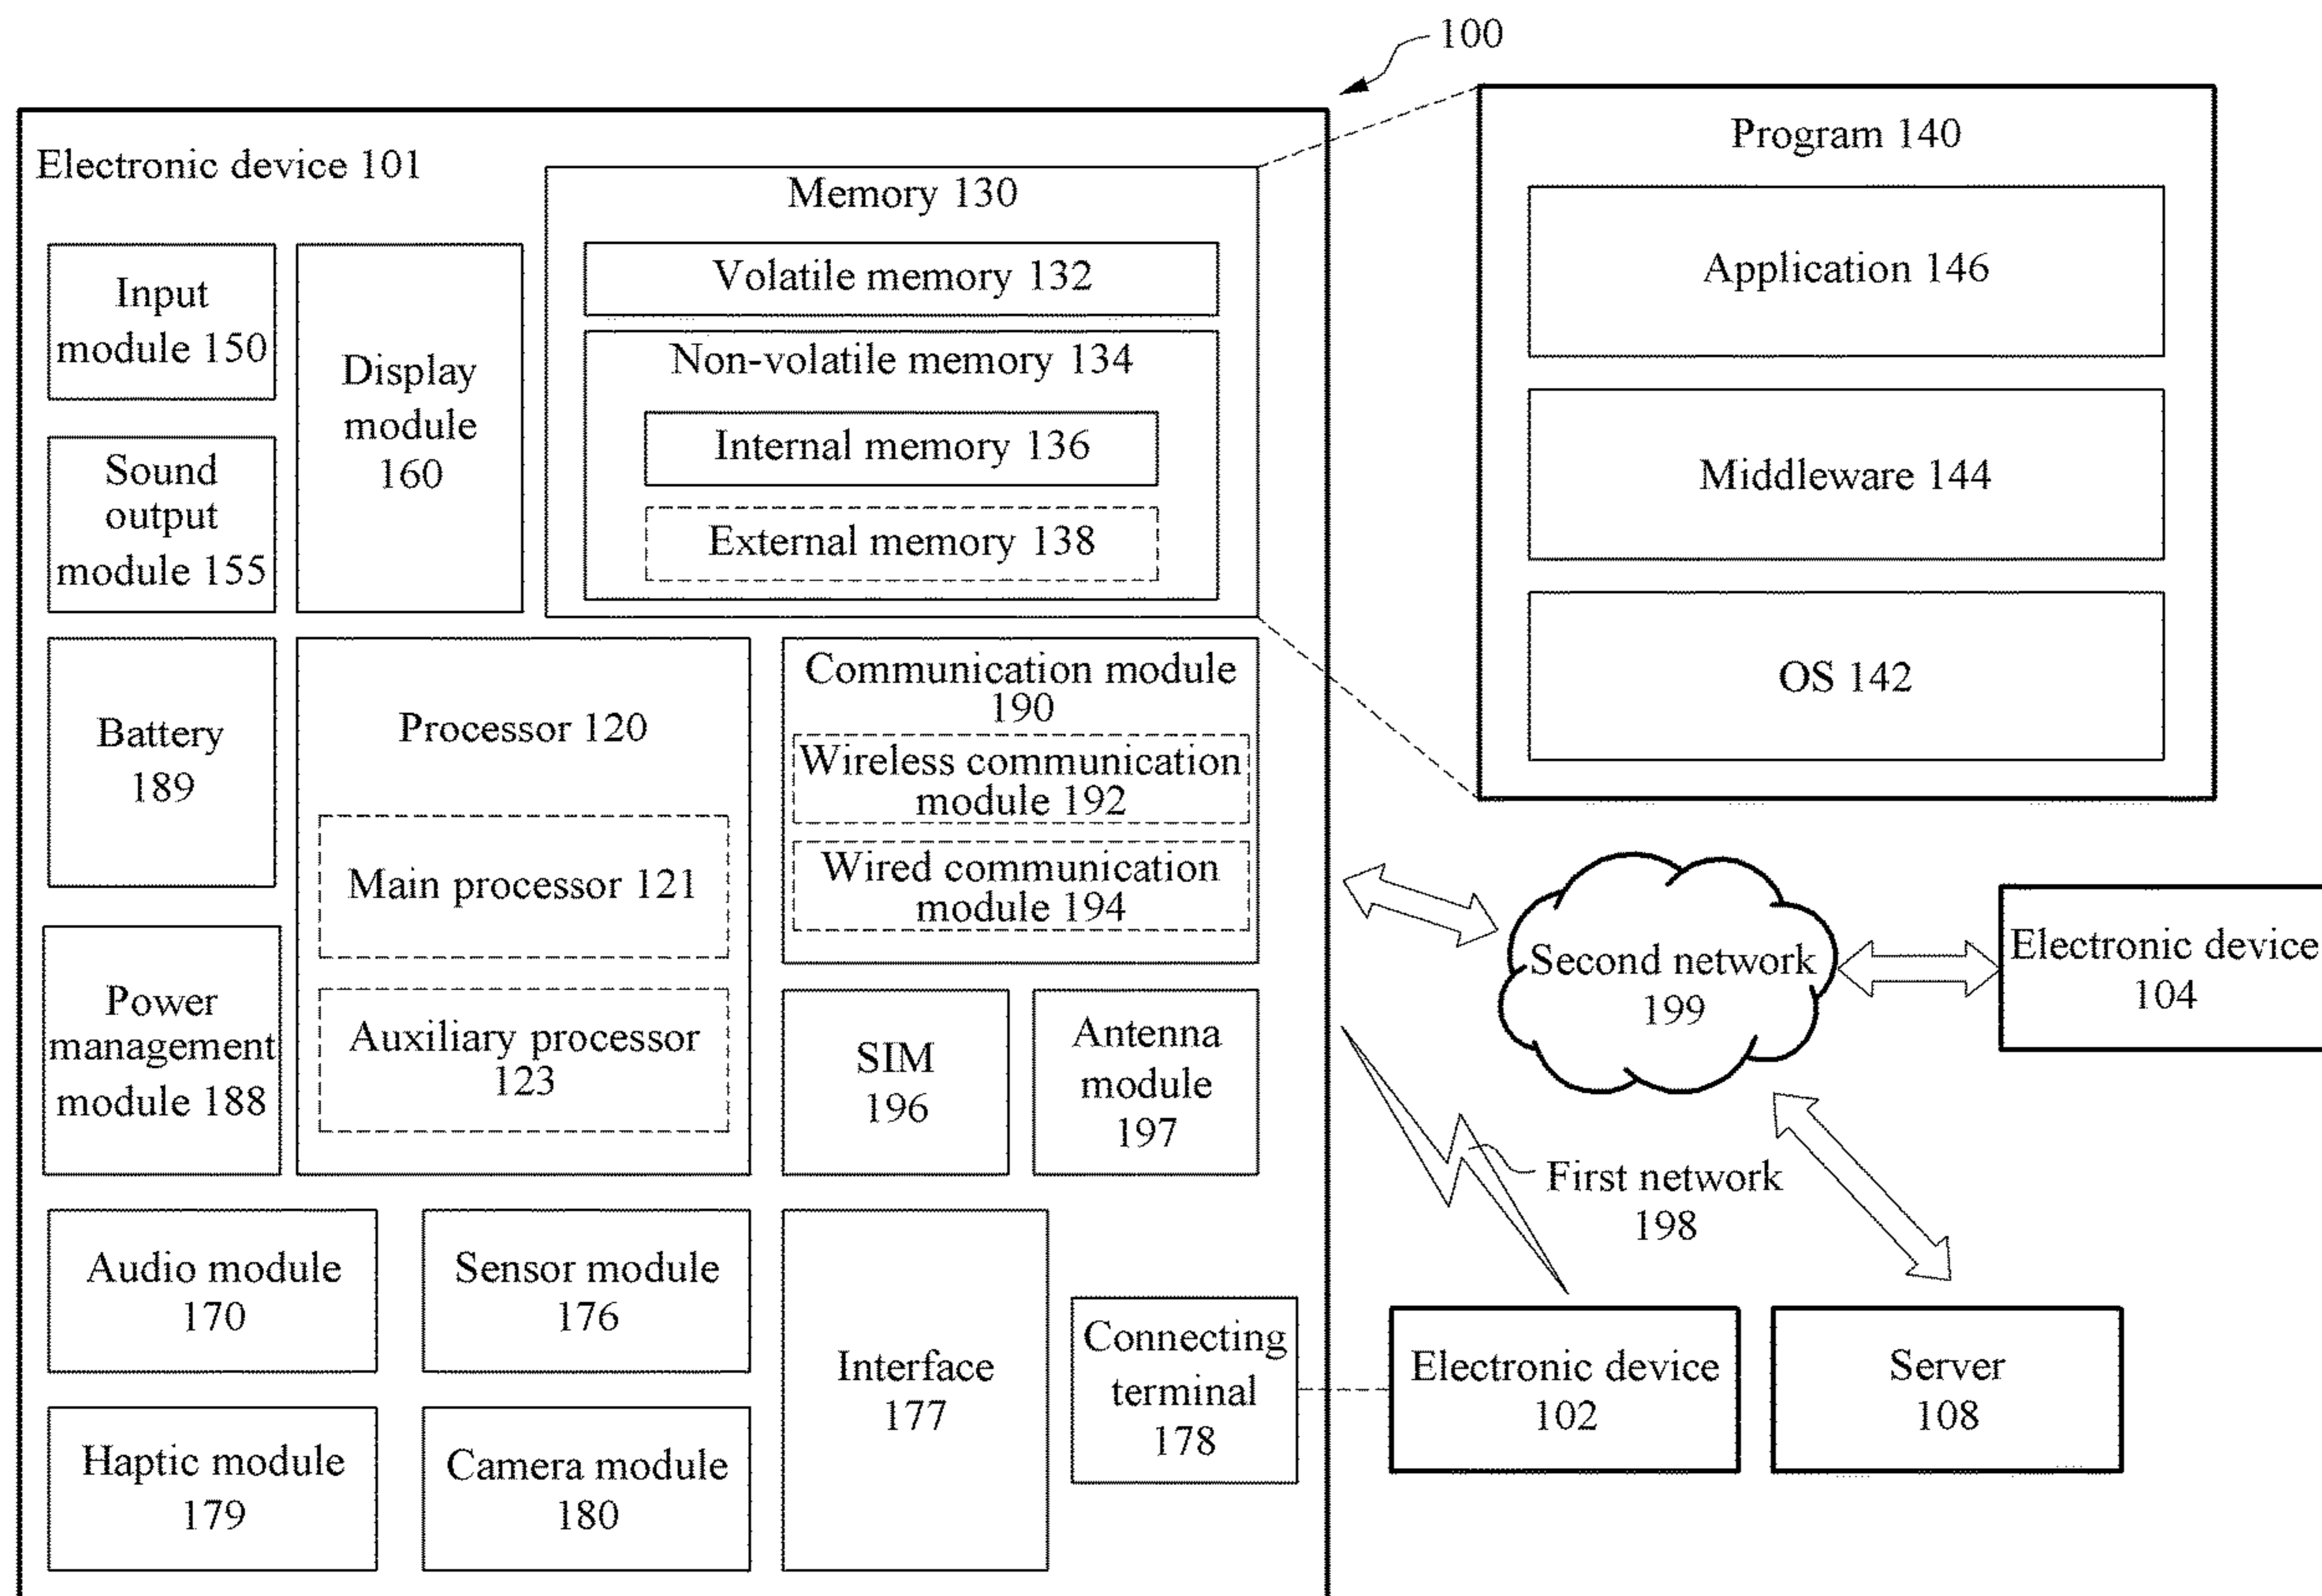 100
Electronic device 101
Input
module 150
Sound
output
module 155
Display
module
160
Memory 130
Volatile memory 132
Non-volatile memory 134
Internal memory 136
External memory 138
Program 140
Application 146
Middleware 144
OS 142
Battery
189
Power
management
module 188
Processor 120
Main processor 121
Auxiliary processor
123
Communication module
190
Wireless communication
module 192
Wired communication
module 194
SIM
196
Antenna
module
197
Second network
199
Electronic device
104
First network
198
Audio module
170
Sensor module
176
Haptic module
179
Camera module
180
Interface
177
Connecting
terminal
178
Electronic device
102
Server
108